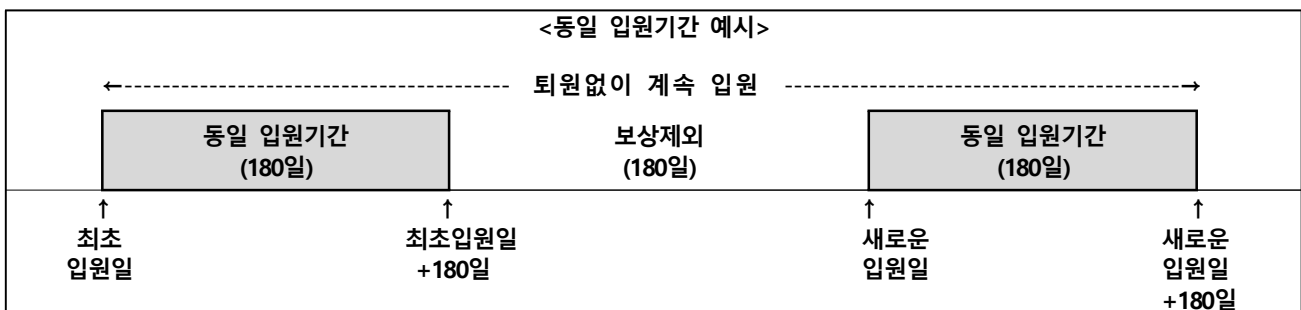 <동일 입원기간 예시>
퇴원없이 계속 입원
동일 입원기간
(180일)
보상제외
(180일)
동일 입원기간
(180일)
최초
입원일
최초입원일
+180일
새로운
입원일
새로운
입원일
+180일